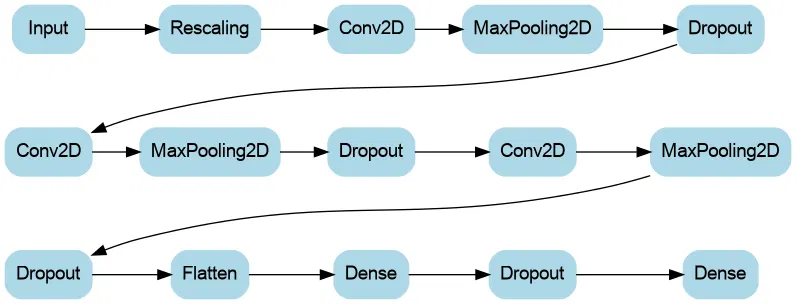 Input Rescaling Conv2D MaxPooling2D Dropout
Conv2D MaxPooling2D Dropout Conv2D MaxPooling2D
Dropout Flatten Dense Dropout Dense